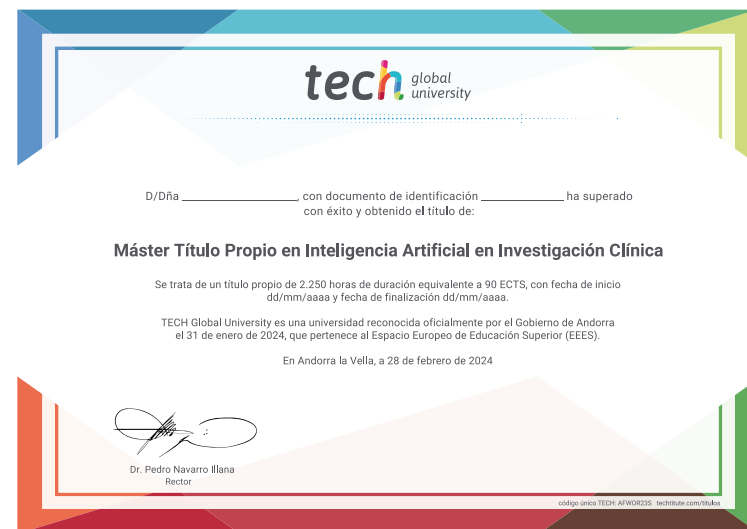 tech global university
D/Dña ____________, con documento de identificación ____________ ha superado
con éxito y obtenido el título de:
Máster Título Propio en Inteligencia Artificial en Investigación Clínica
Se trata de un título propio de 2.250 horas de duración equivalente a 90 ECTS, con fecha de inicio
dd/mm/aaaa y fecha de finalización dd/mm/aaaa.
TECH Global University es una universidad reconocida oficialmente por el Gobierno de Andorra
el 31 de enero de 2024, que pertenece al Espacio Europeo de Educación Superior (EEES).
En Andorra la Vella, a 28 de febrero de 2024
Dr. Pedro Navarro Illana
Rector
código único TECH: AFWOR23S techtitute.com/titulos